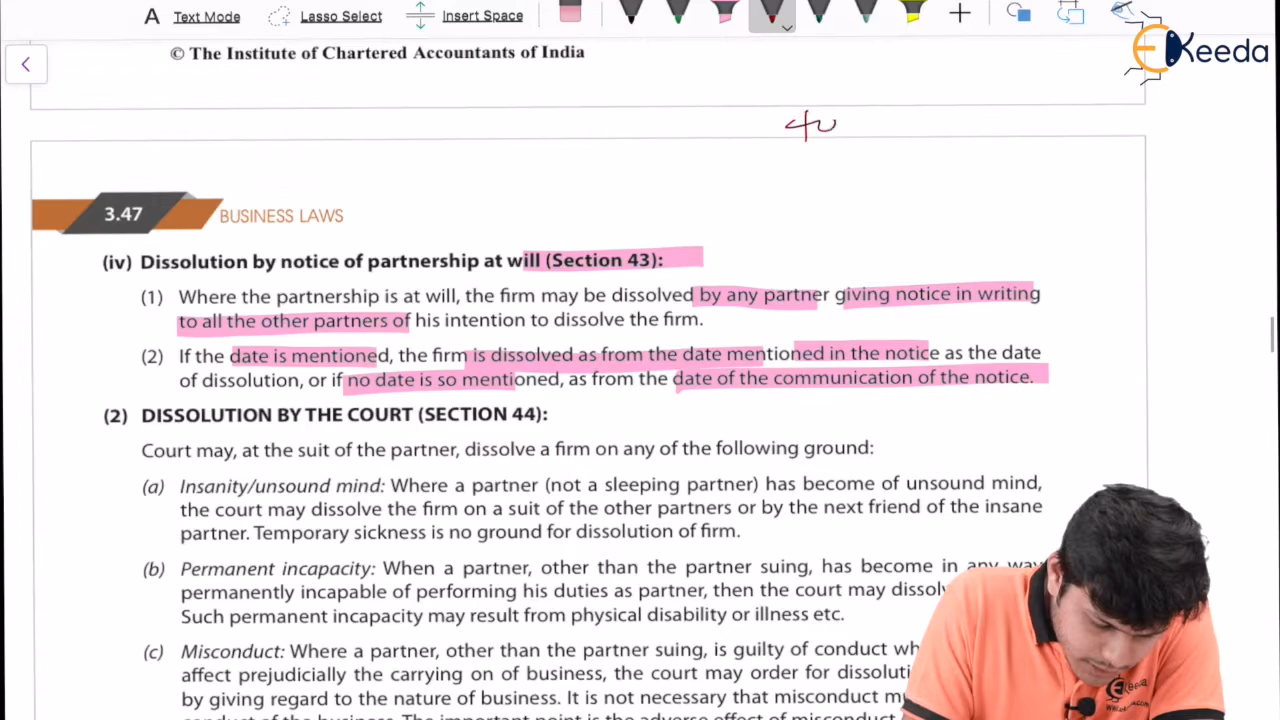 A Text Mode Lasso Select Insert Space
© The Institute of Chartered Accountants of India
Keeda
3.47 BUSINESS LAWS
(iv) Dissolution by notice of partnership at will (Section 43):
(1) Where the partnership is at will, the firm may be dissolved by any partner giving notice in writing
to all the other partners of his intention to dissolve the firm.
(2) If the date is mentioned, the firm is dissolved as from the date mentioned in the notice as the date
of dissolution, or if no date is so mentioned, as from the date of the communication of the notice.
(2) DISSOLUTION BY THE COURT (SECTION 44):
Court may, at the suit of the partner, dissolve a firm on any of the following ground:
(a) Insanity/unsound mind: Where a partner (not a sleeping partner) has become of unsound mind,
the court may dissolve the firm on a suit of the other partners or by the next friend of the insane
partner. Temporary sickness is no ground for dissolution of firm.
(b) Permanent incapacity: When a partner, other than the partner suing, has become in any way
permanently incapable of performing his duties as partner, then the court may
Such permanent incapacity may result from physical disability or illness etc.
(c) Misconduct: Where a partner, other than the partner suing, is guilty of conduct
affect prejudicially the carrying on of business, the court may order for
by giving regard to the nature of business. It is not necessary that misconduct